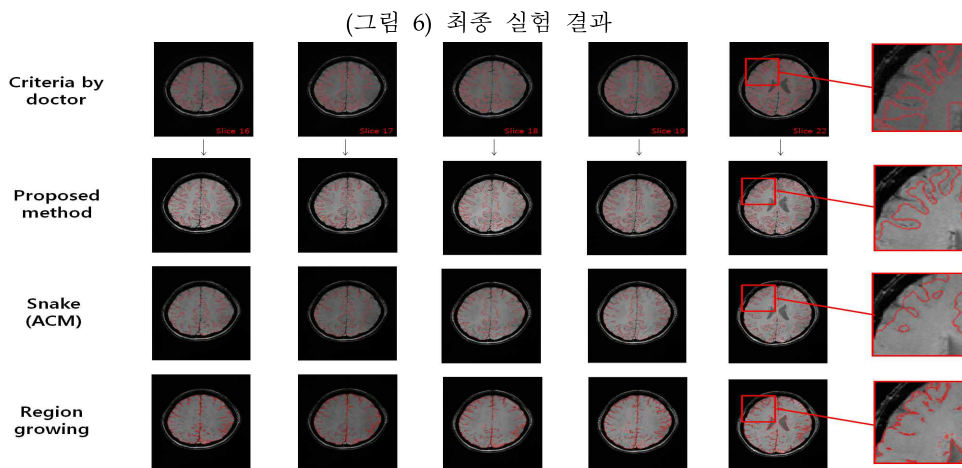 (그림 6) 최종 실험 결과
Criteria by
doctor
Slice 16
Slice 17
Slice 18
Slice 19
Slice 22
Proposed
method
Snake
(ACM)
Region
growing